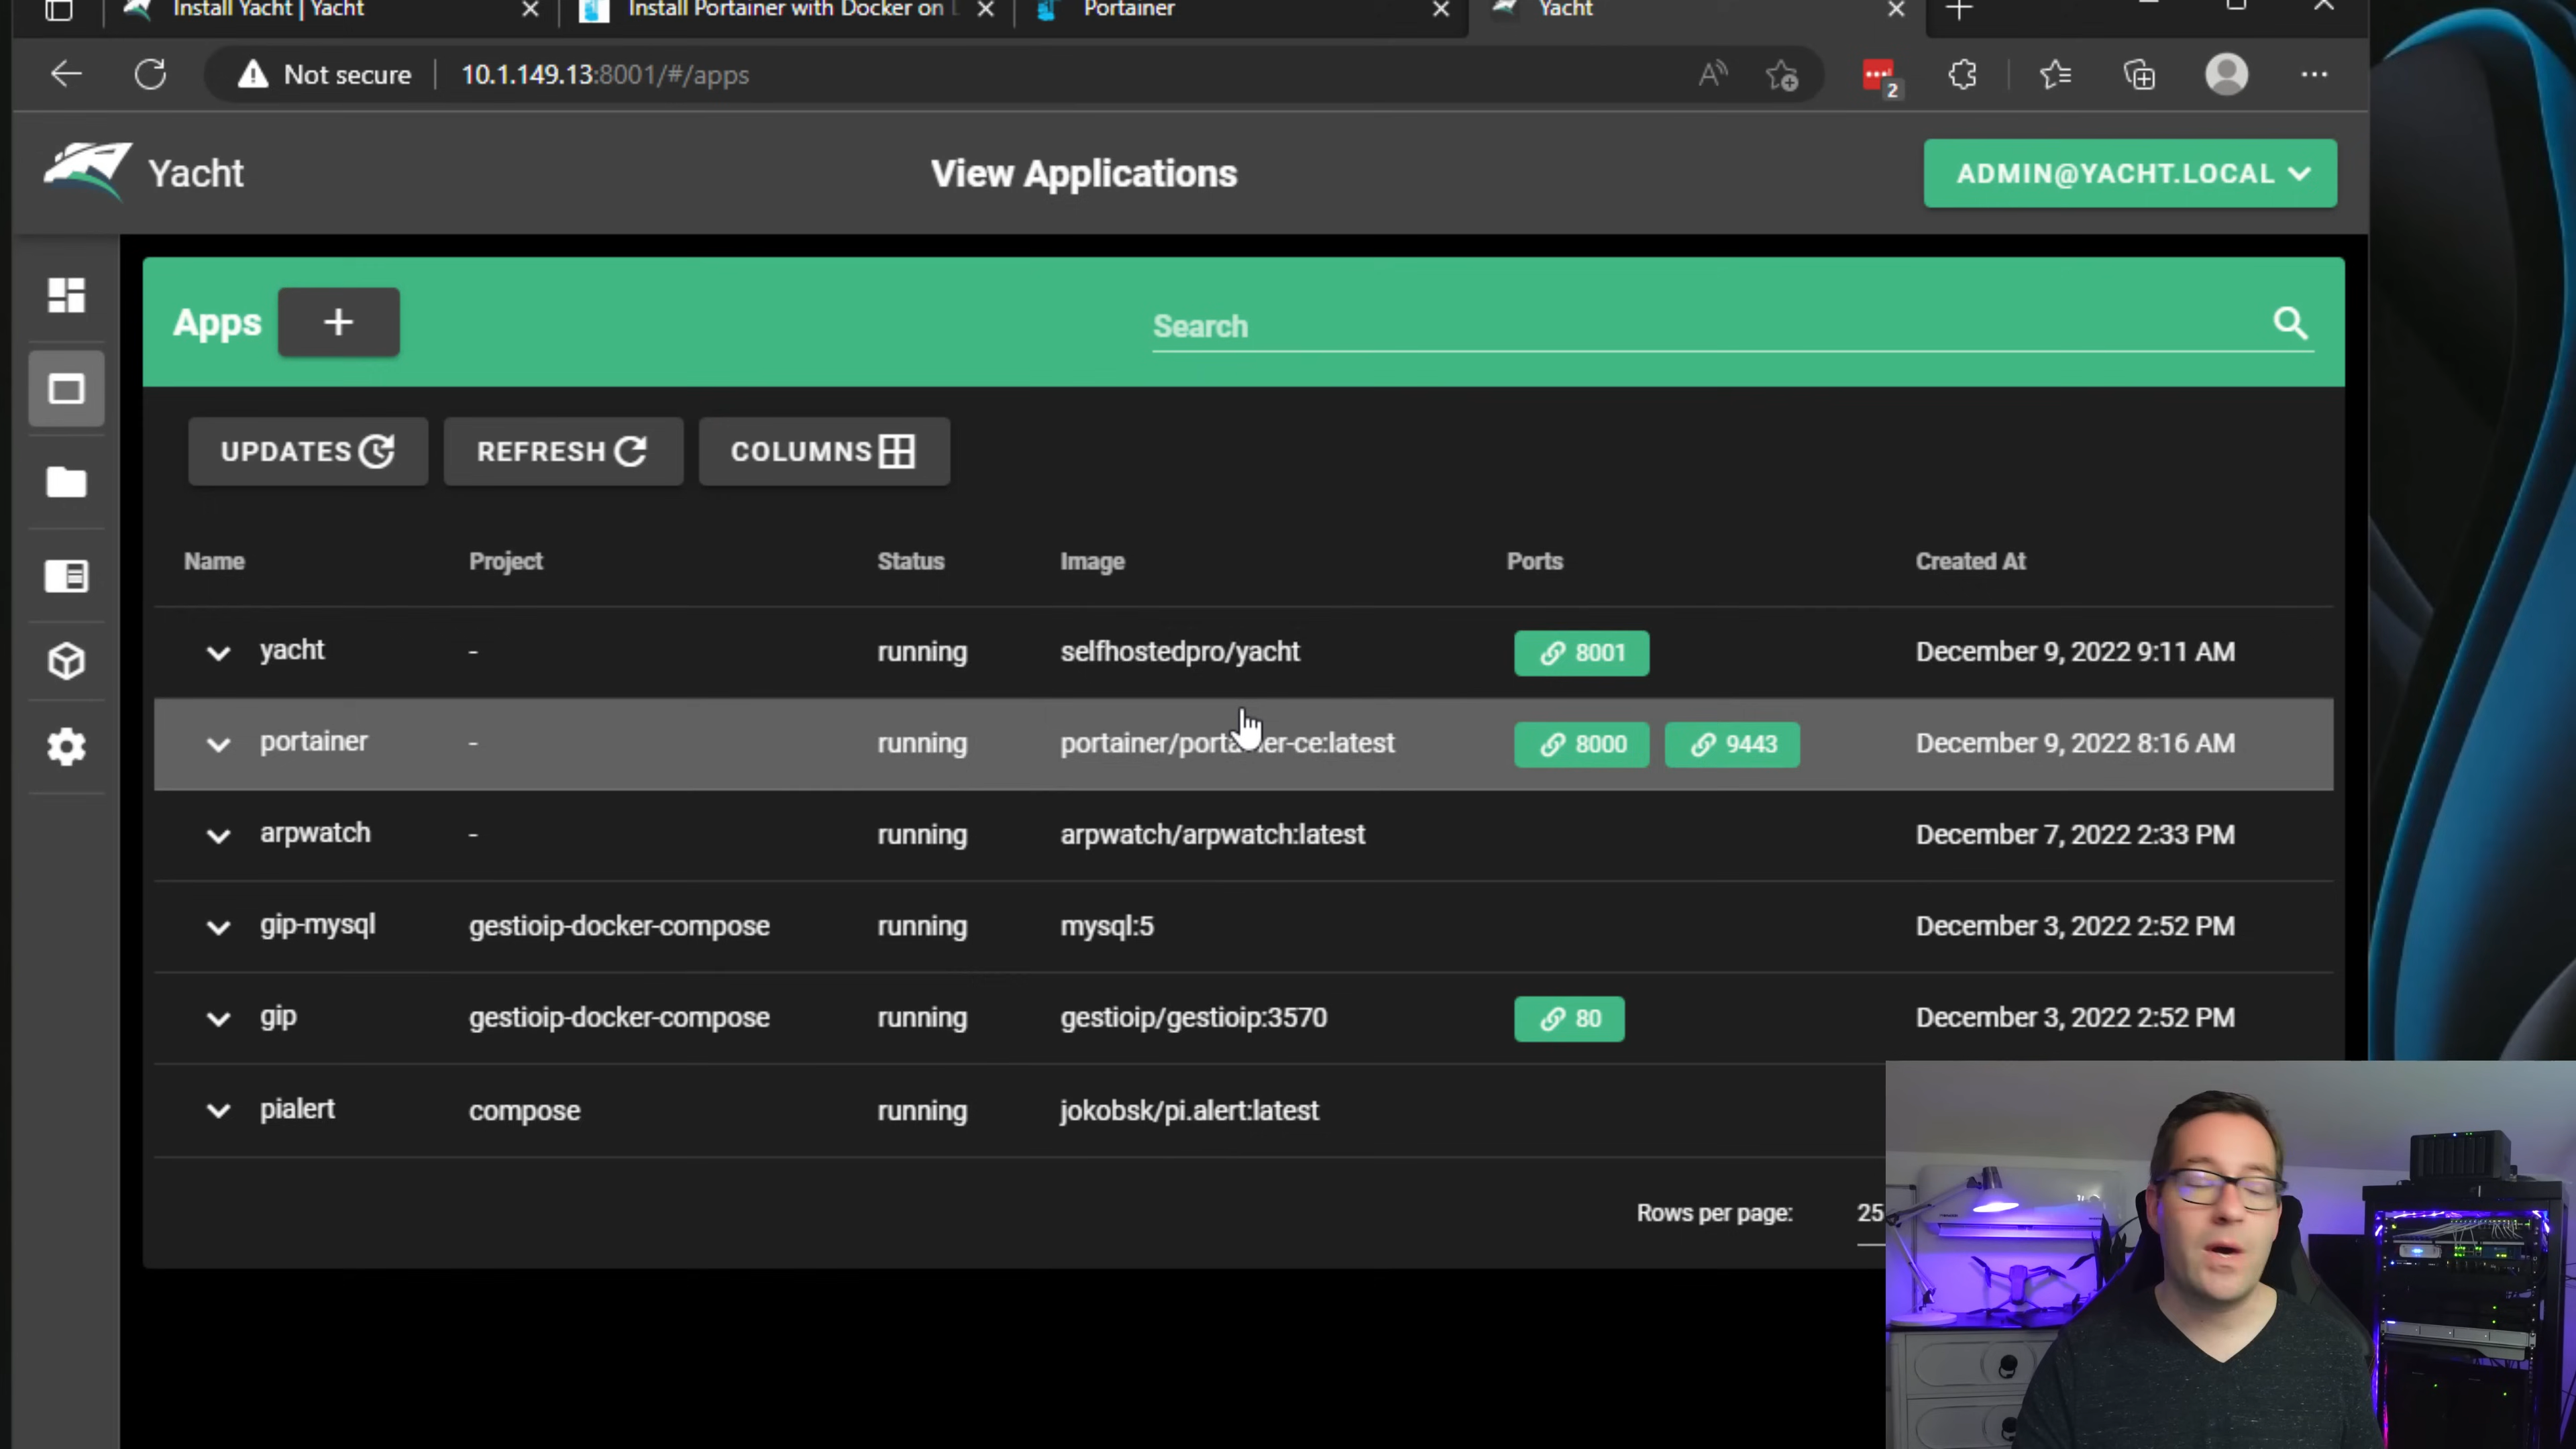 Install Yacht | Yacht
Install Portainer with Docker on
Portainer
Yacht
Not secure
10.1.149.13:8001/#/apps
2
Yacht
View Applications
ADMIN@YACHT.LOCAL
Apps
+
Search
UPDATES
REFRESH
COLUMNS
Name Project Status Image Ports Created At
yacht - running selfhostedpro/yacht 8001 December 9, 2022 9:11 AM
portainer - running portainer/portainer-ce:latest 8000 9443 December 9, 2022 8:16 AM
arpwatch - running arpwatch/arpwatch:latest December 7, 2022 2:33 PM
gip-mysql gestioip-docker-compose running mysql:5 December 3, 2022 2:52 PM
gip gestioip-docker-compose running gestioip/gestioip:3570 80 December 3, 2022 2:52 PM
pialert compose running jokobsk/pi.alert:latest
Rows per page: 25